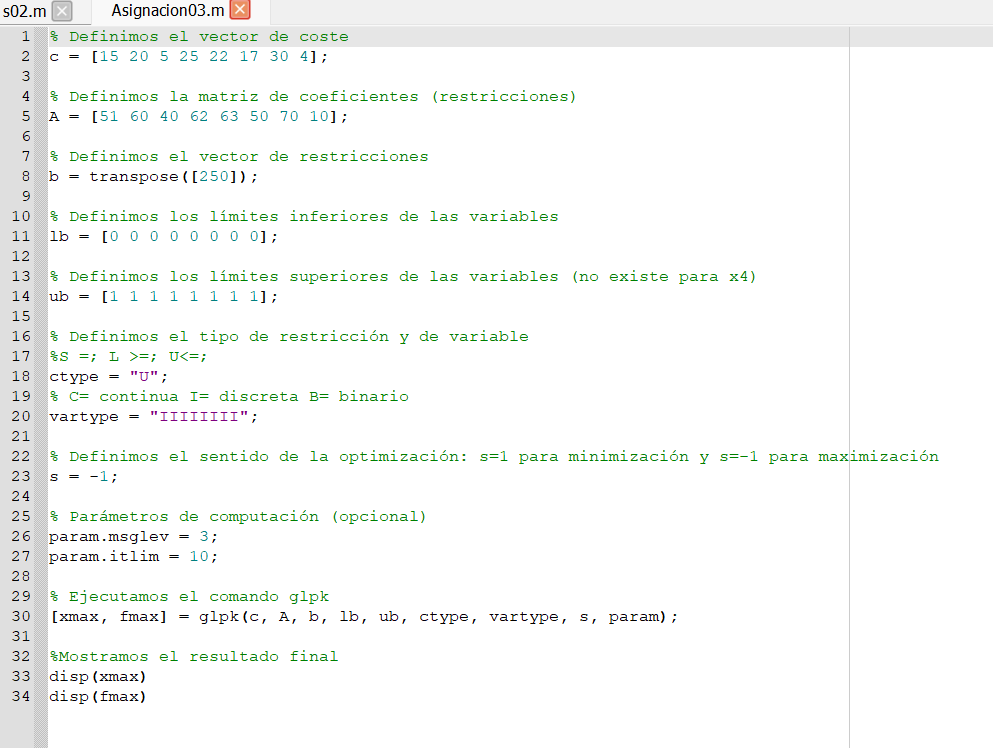 s02.m
Asignacion03.m
1 % Definimos el vector de coste
2 c = [15 20 5 25 22 17 30 4];
3
4 % Definimos la matriz de coeficientes (restricciones)
5 A = [51 60 40 62 63 50 70 10];
6
7 % Definimos el vector de restricciones
8 b = transpose([250]);
9
10 % Definimos los límites inferiores de las variables
11 lb = [0 0 0 0 0 0 0 0];
12
13 % Definimos los límites superiores de las variables (no existe para x4)
14 ub = [1 1 1 1 1 1 1 1];
15
16 % Definimos el tipo de restricción y de variable
17 %S =; L >=; U<=;
18 ctype = "U";
19 % C= continua I= discreta B= binario
20 vartype = "IIIIIIII";
21
22 % Definimos el sentido de la optimización: s=1 para minimización y s=-1 para maximización
23 s = -1;
24
25 % Parámetros de computación (opcional)
26 param.msglev = 3;
27 param.itlim = 10;
28
29 % Ejecutamos el comando glpk
30 [xmax, fmax] = glpk(c, A, b, lb, ub, ctype, vartype, s, param);
31
32 %Mostramos el resultado final
33 disp(xmax)
34 disp(fmax)